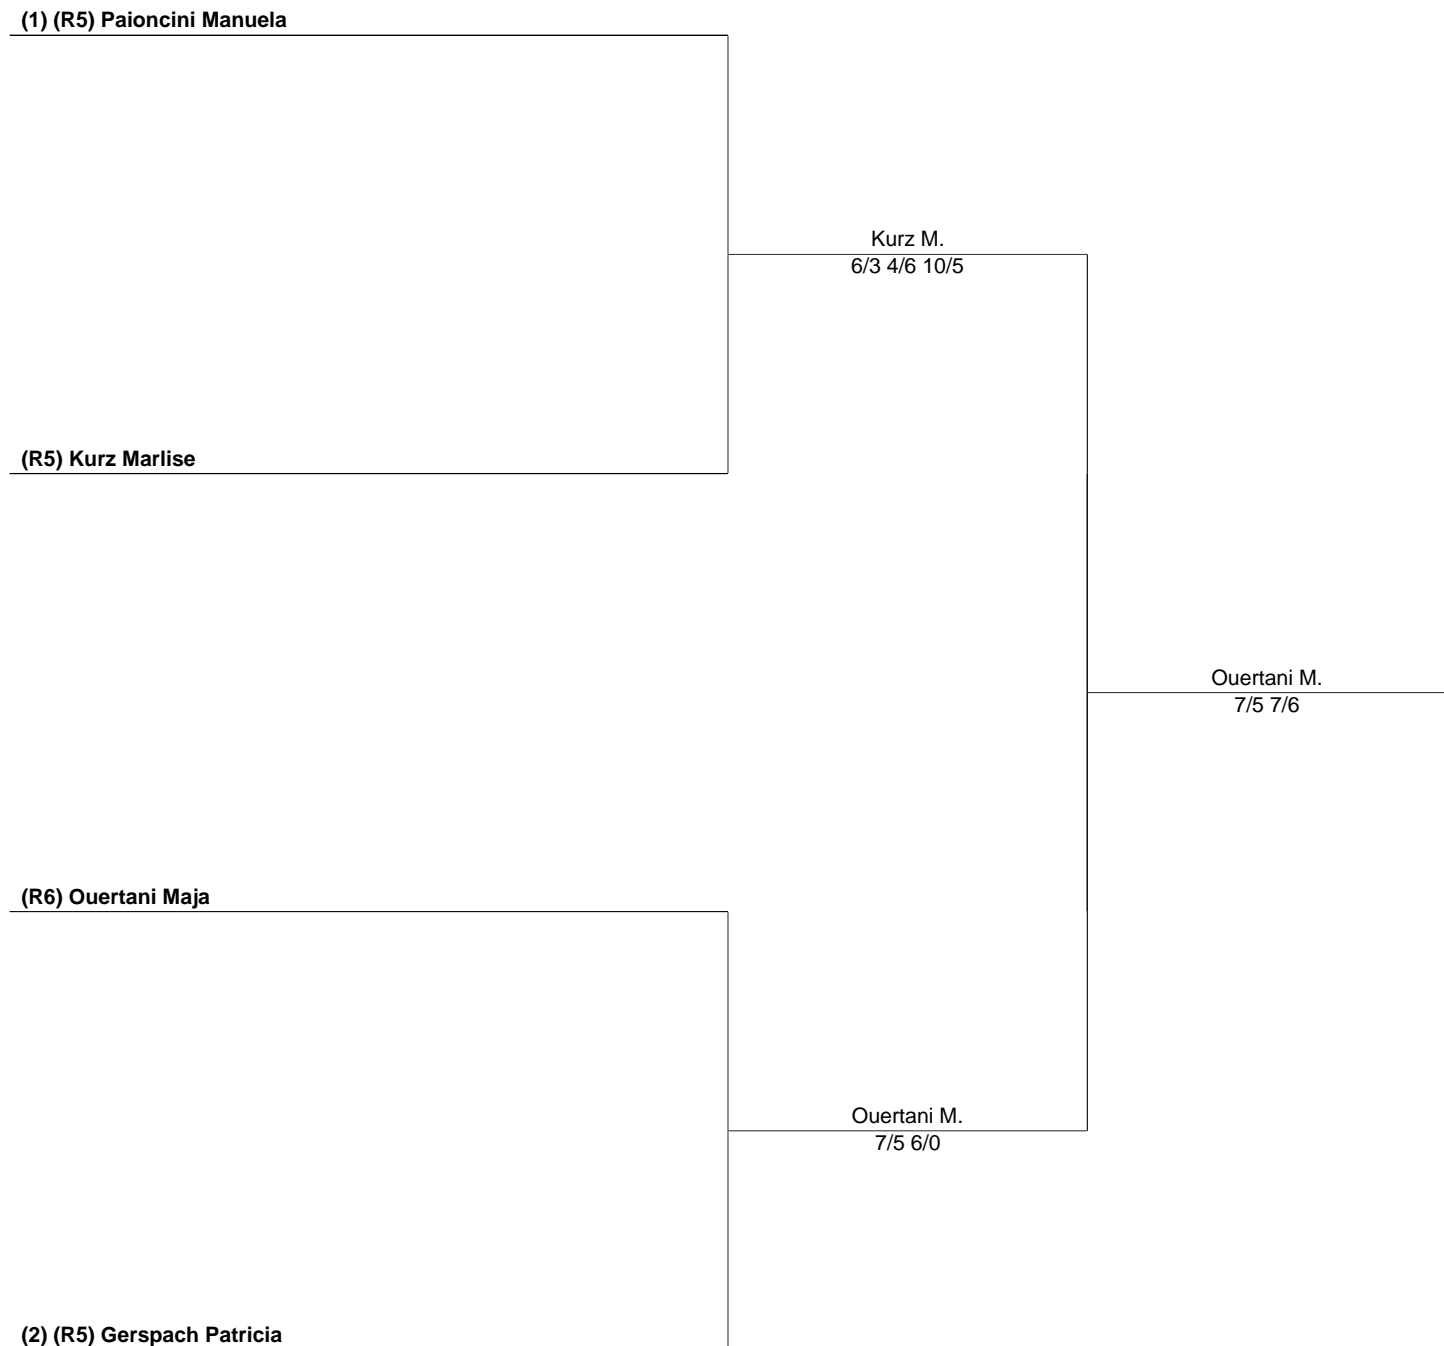 (1) (R5) Paioncini Manuela
Kurz M.
6/3 4/6 10/5
(R5) Kurz Marlise
Ouertani M.
7/5 7/6
(R6) Ouertani Maja
Ouertani M.
7/5 6/0
(2) (R5) Gerspach Patricia